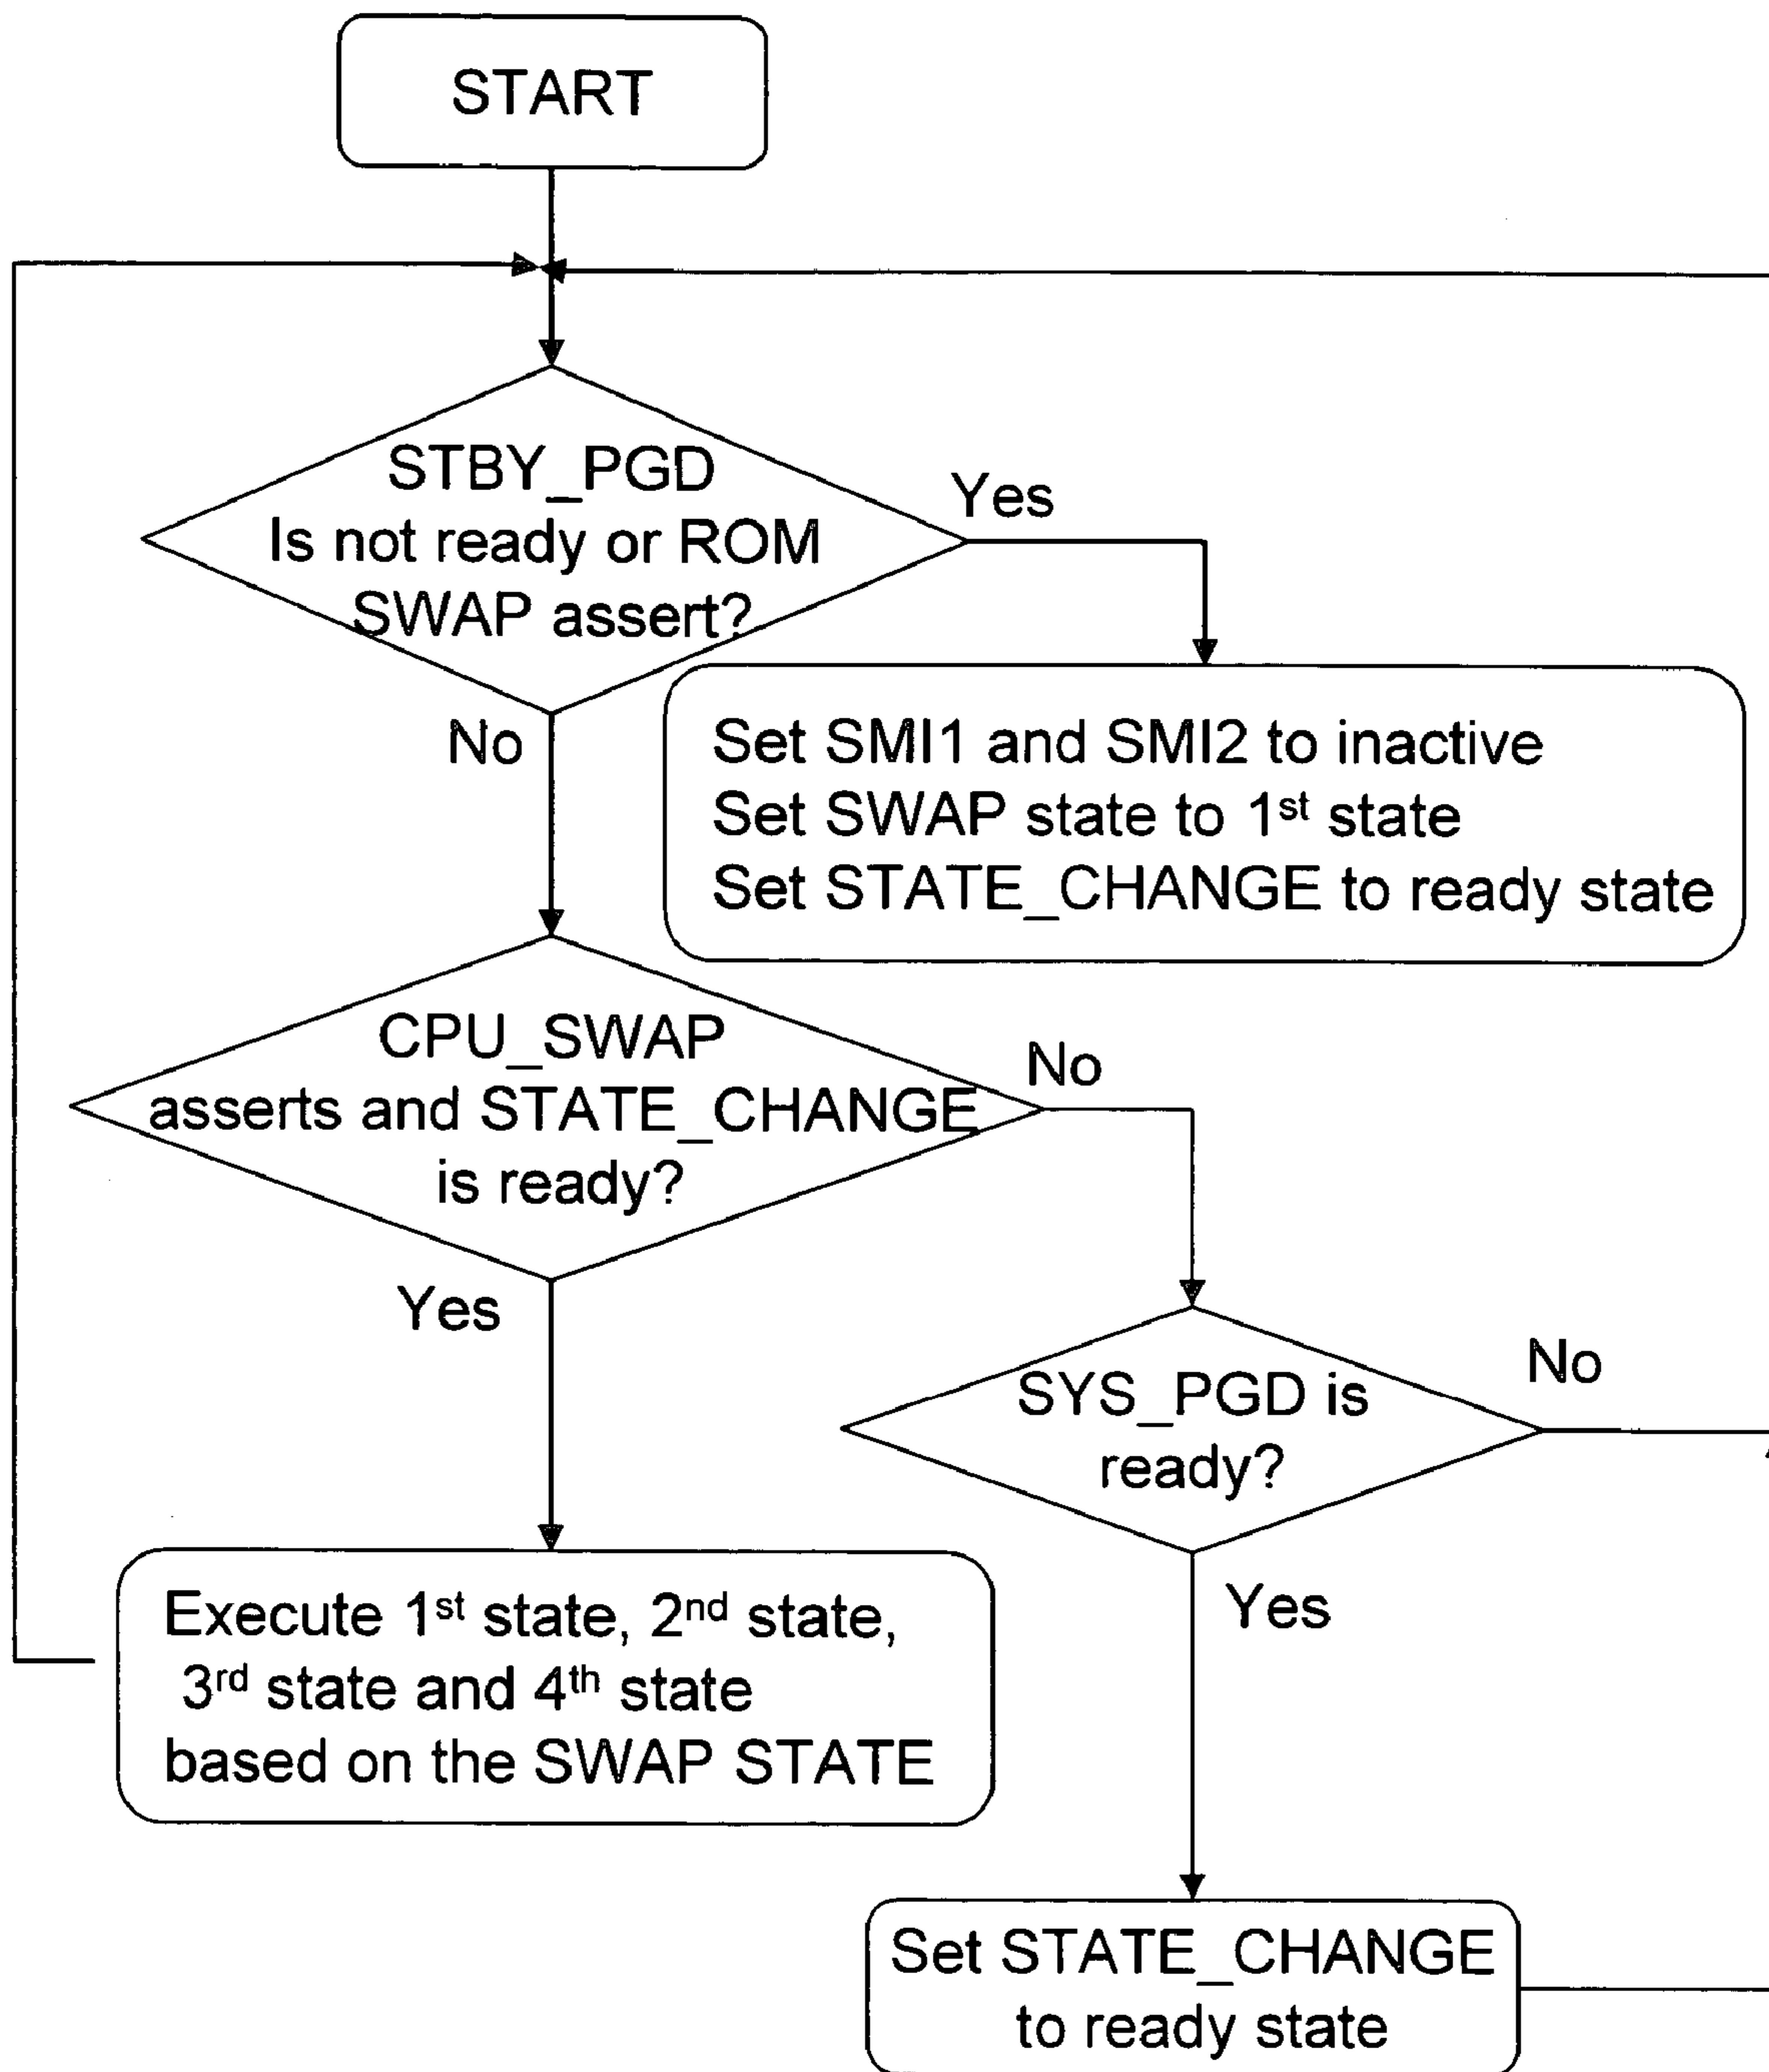 START
STBY_PGD
Is not ready or ROM
SWAP assert?
Yes
No
Set SMI1 and SMI2 to inactive
Set SWAP state to 1st state
Set STATE_CHANGE to ready state
CPU_SWAP
asserts and STATE_CHANGE
is ready?
No
Yes
SYS_PGD is
ready?
No
Yes
Execute 1st state, 2nd state,
3rd state and 4th state
based on the SWAP STATE
Set STATE_CHANGE
to ready state